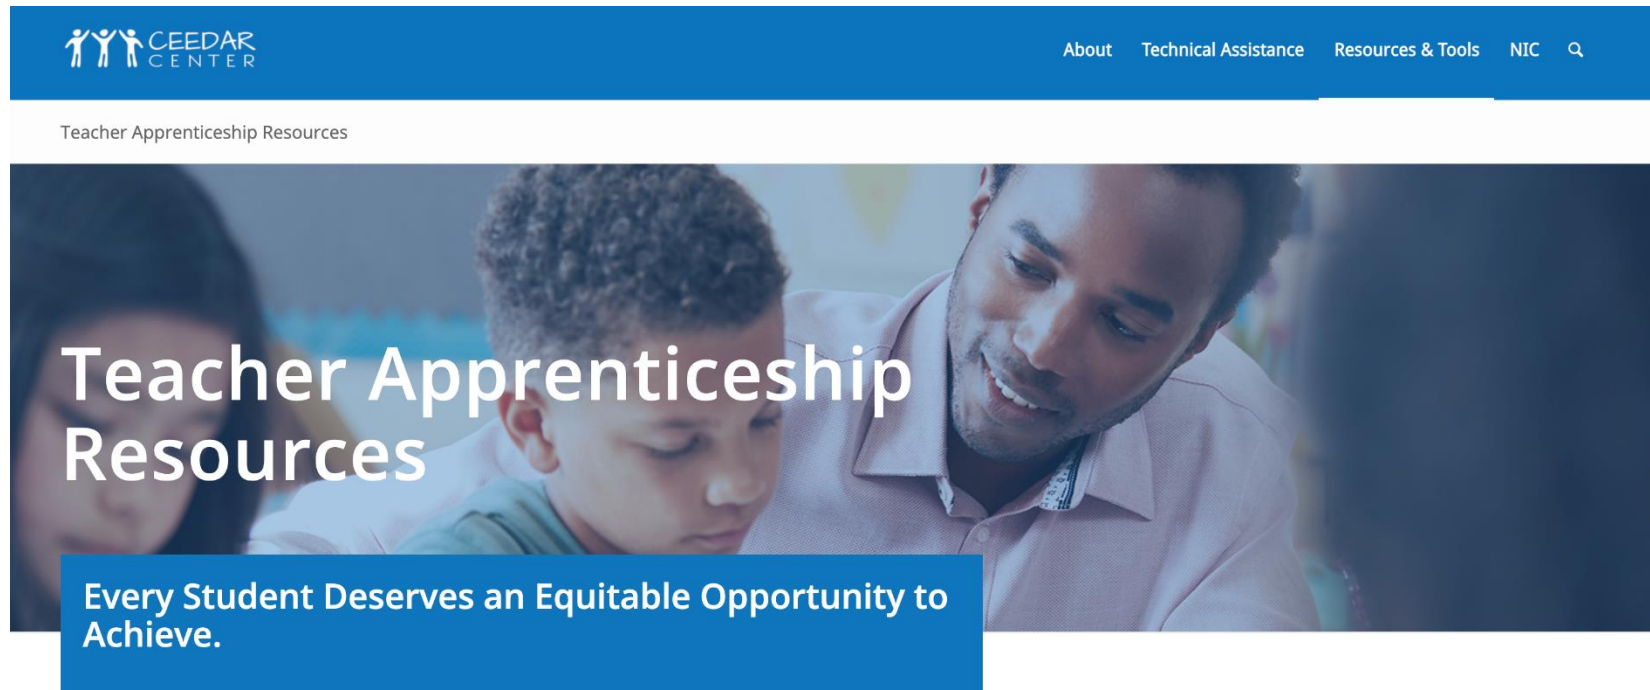 CEEDAR
CENTER
About Technical Assistance Resources & Tools NIC
Teacher Apprenticeship Resources
Teacher Apprenticeship
Resources
Every Student Deserves an Equitable Opportunity to
Achieve.